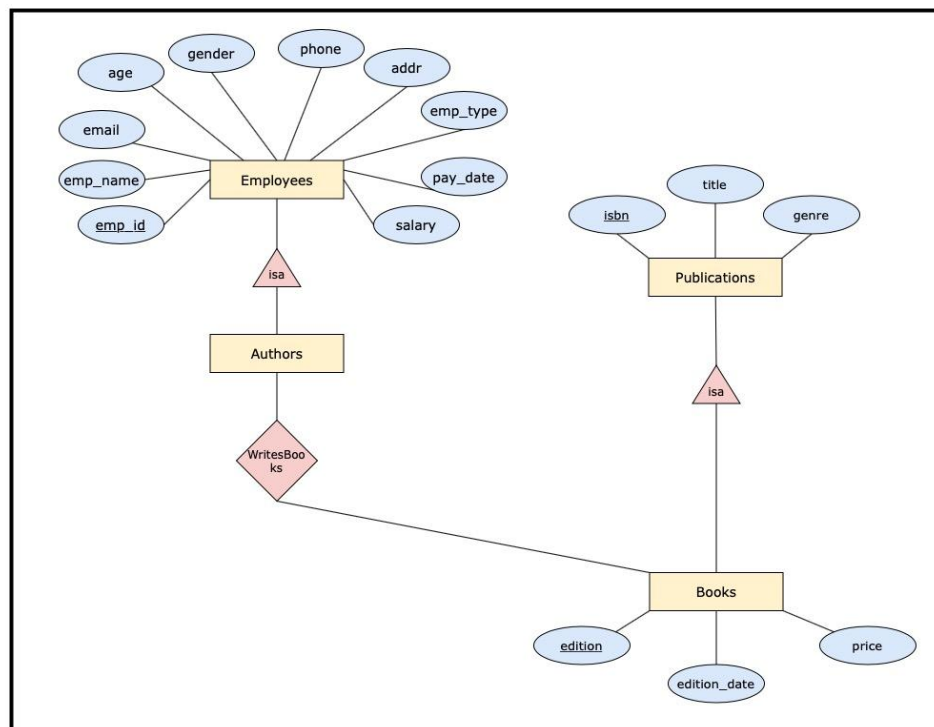 gender
phone
age
addr
emp_type
email
Employees
emp_name
pay_date
emp_id
salary
title
isbn
genre
Publications
isa
Authors
isa
WritesBoo
ks
Books
edition
price
edition_date